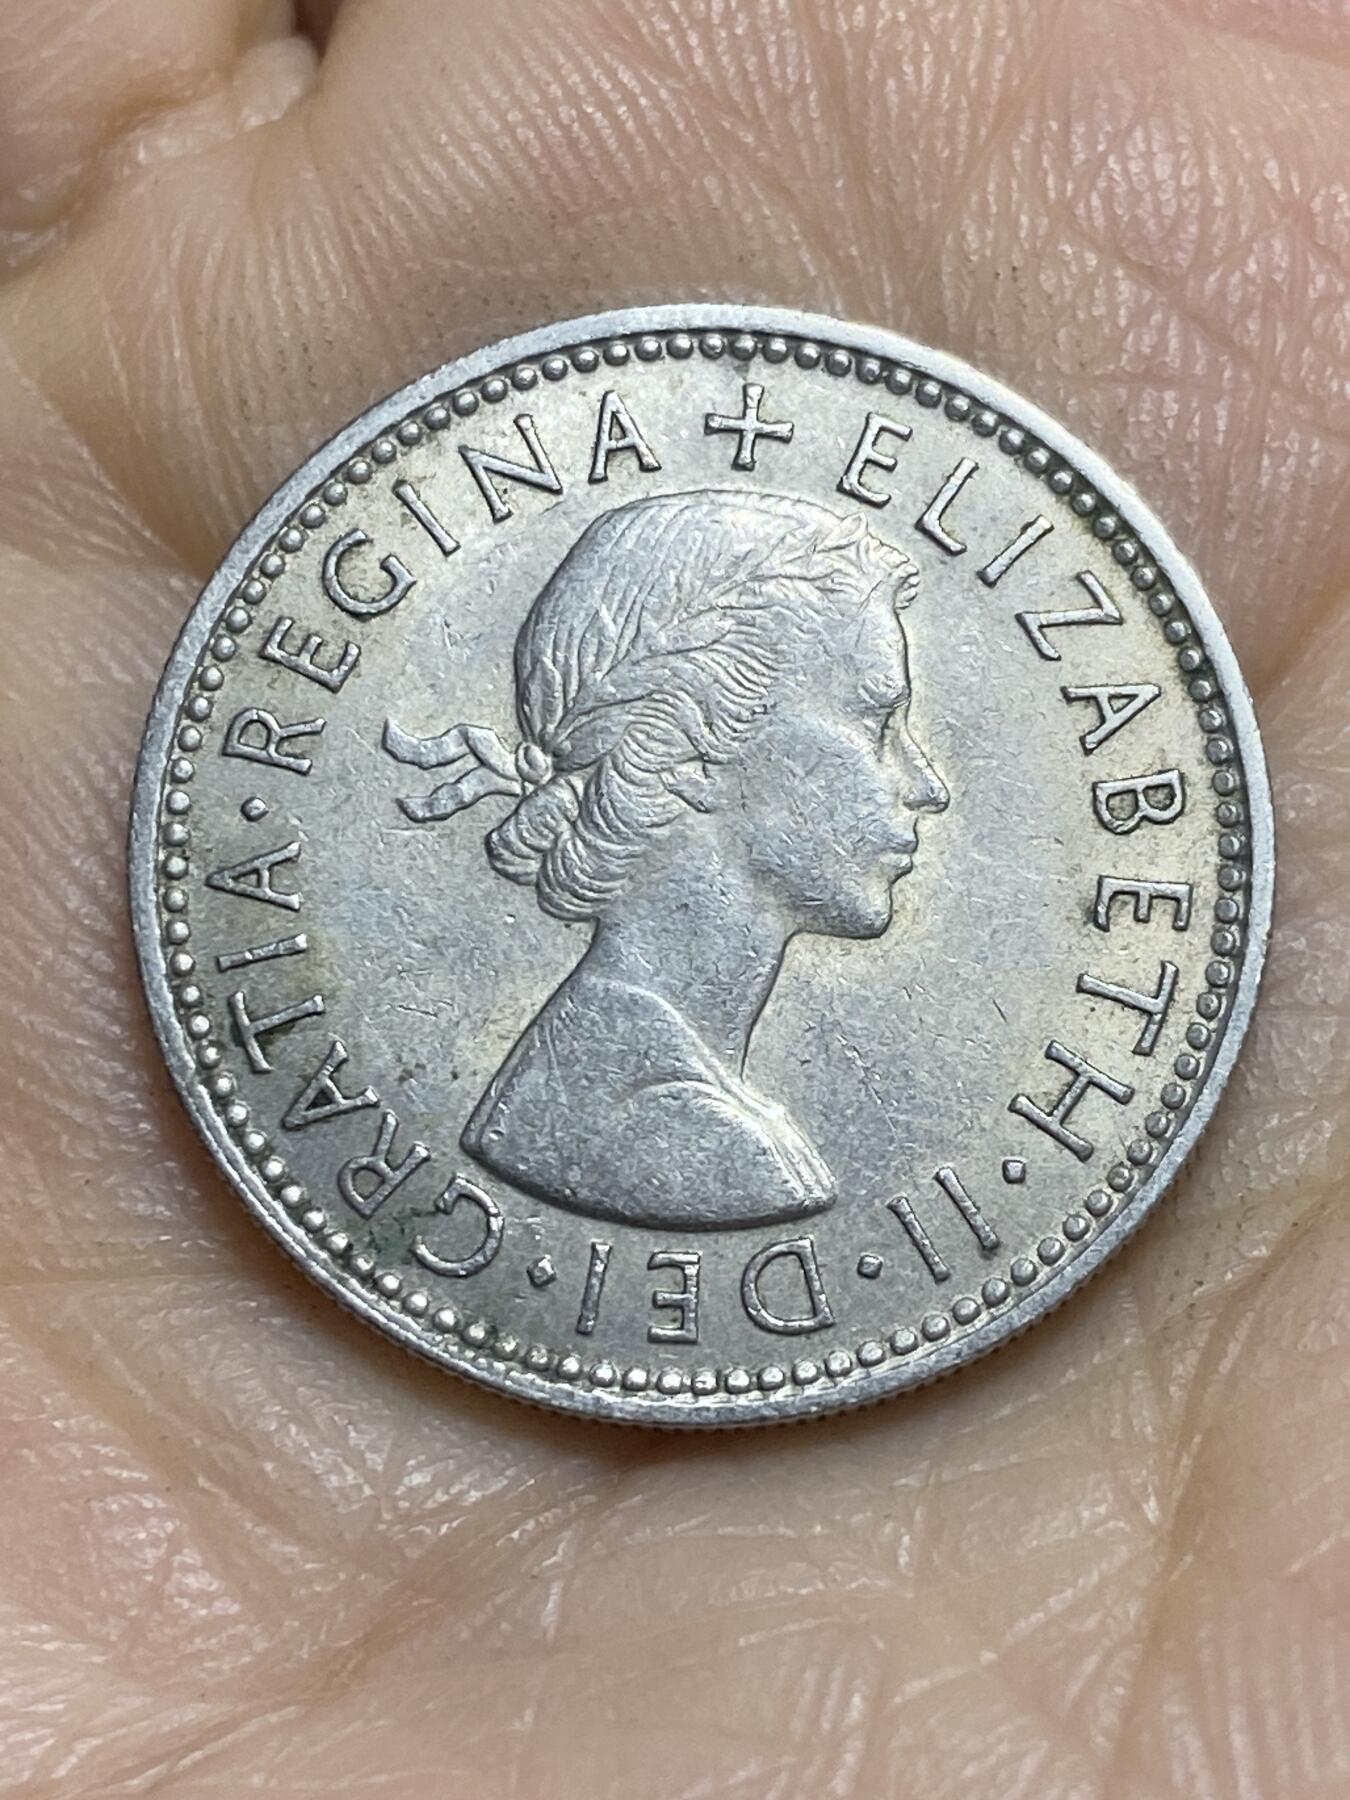 + ELIZABETH · II · DEI · GRATIA · REGINA